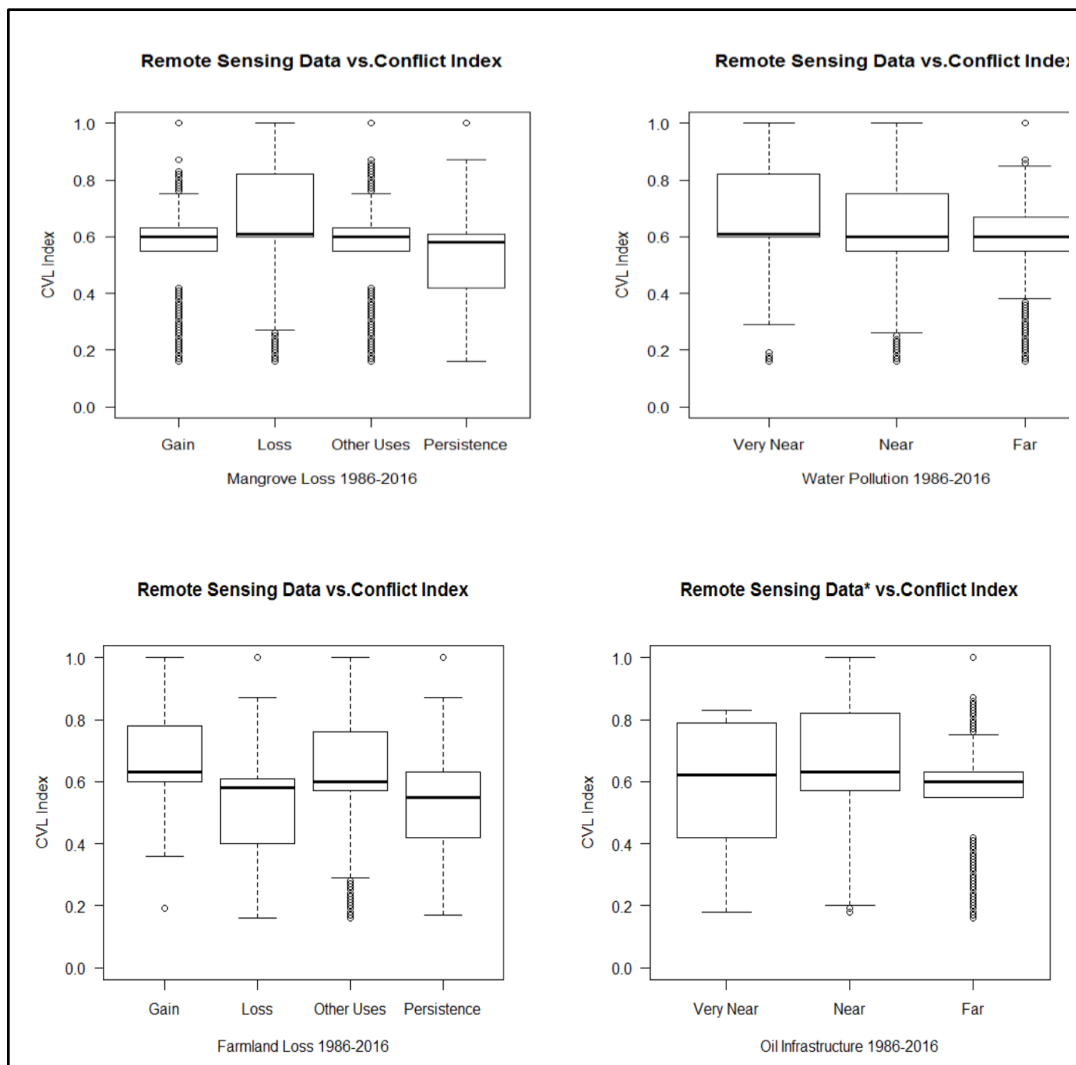 Remote Sensing Data vs.Conflict Index
CVL Index
1.0
0.8
0.6
0.4
0.2
0.0
Gain Loss Other Uses Persistence
Mangrove Loss 1986-2016
Remote Sensing Data vs.Conflict Index
CVL Index
1.0
0.8
0.6
0.4
0.2
0.0
Very Near Near Far
Water Pollution 1986-2016
Remote Sensing Data vs.Conflict Index
CVL Index
1.0
0.8
0.6
0.4
0.2
0.0
Gain Loss Other Uses Persistence
Farmland Loss 1986-2016
Remote Sensing Data* vs.Conflict Index
CVL Index
1.0
0.8
0.6
0.4
0.2
0.0
Very Near Near Far
Oil Infrastructure 1986-2016